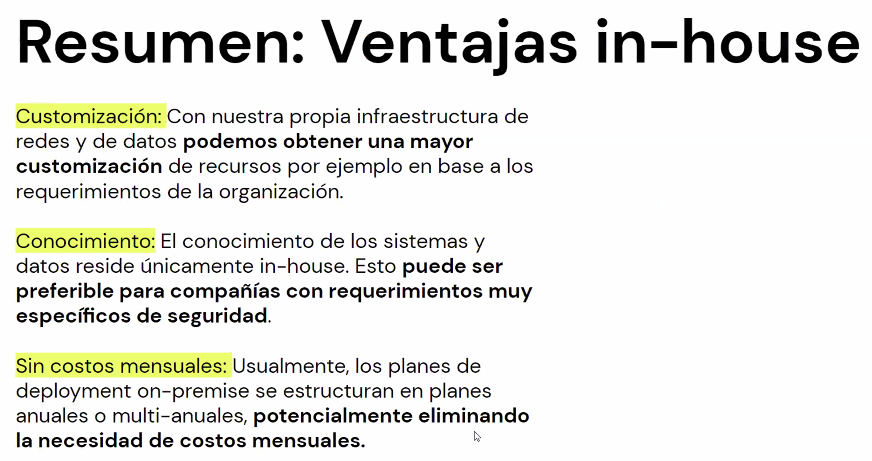 Resumen: Ventajas in-house
Customización: Con nuestra propia infraestructura de
redes y de datos podemos obtener una mayor
customización de recursos por ejemplo en base a los
requerimientos de la organización.
Conocimiento: El conocimiento de los sistemas y
datos reside únicamente in-house. Esto puede ser
preferible para compañías con requerimientos muy
específicos de seguridad.
Sin costos mensuales: Usualmente, los planes de
deployment on-premise se estructuran en planes
anuales o multi-anuales, potencialmente eliminando
la necesidad de costos mensuales.